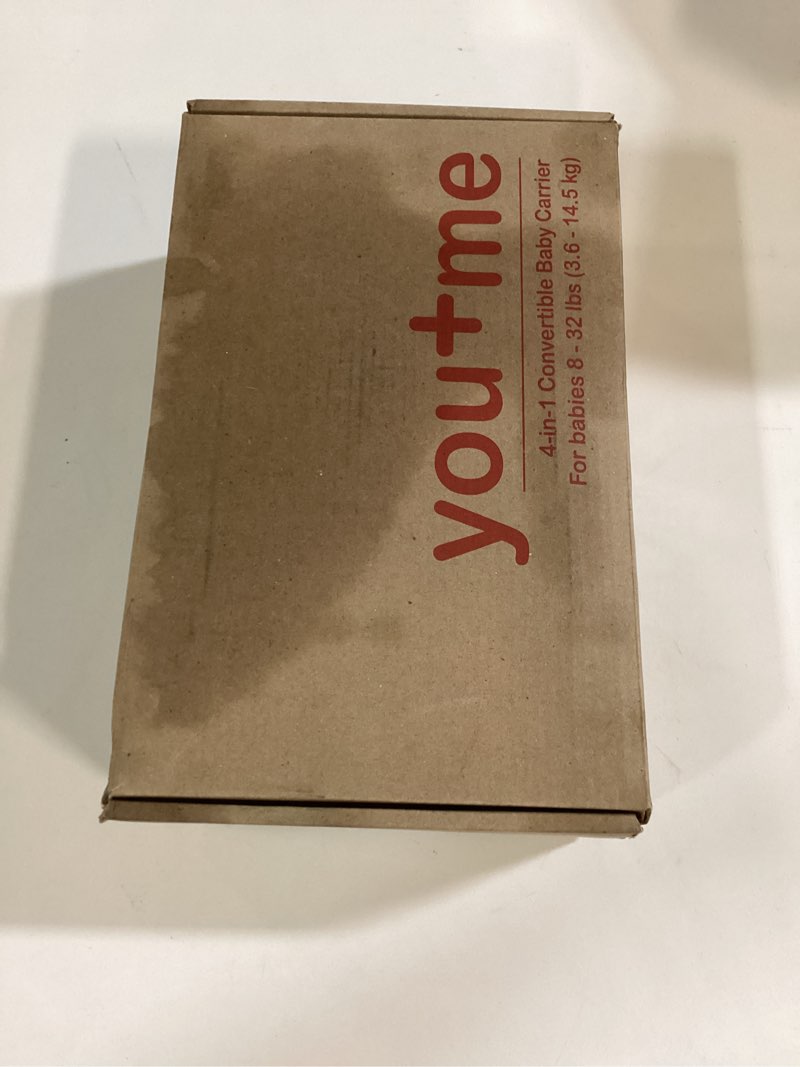 you+me
4-in-1 Convertible Baby Carrier
For babies 8 - 32 lbs (3.6 - 14.5 kg)